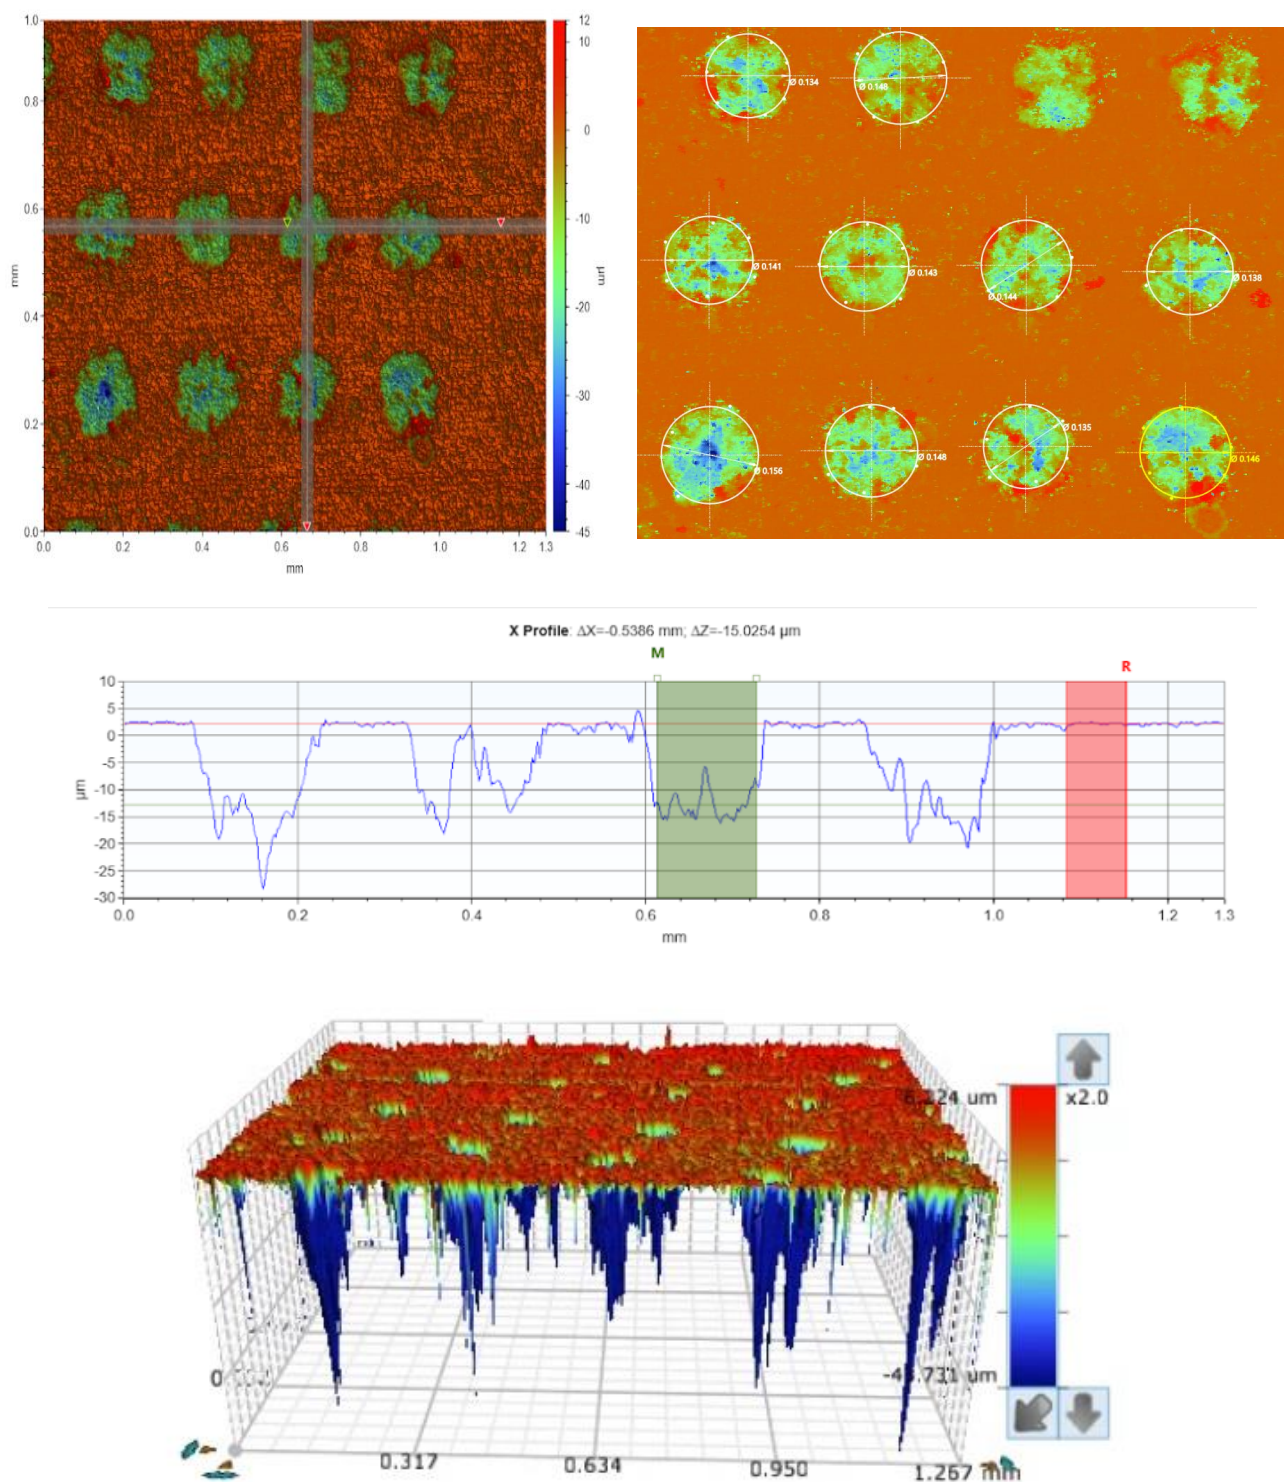 1.0
0.8
0.6
0.4
0.2
0.0
mm
0.0 0.2 0.4 0.6 0.8 1.0 1.2 1.3
mm
12
10
0
-10
-20
-30
-40
-45
µm
Ø 0.134
Ø 0.148
Ø 0.141
Ø 0.143
Ø 0.144
Ø 0.138
Ø 0.156
Ø 0.148
Ø 0.135
Ø 0.146
X Profile: ΔX=-0.5386 mm; ΔZ=-15.0254 µm
M
R
10
5
0
-5
-10
-15
-20
-25
-30
µm
0.0 0.2 0.4 0.6 0.8 1.0 1.2 1.3
mm
um
x2.0
um
0.317
0.634
0.950
1.267 mm